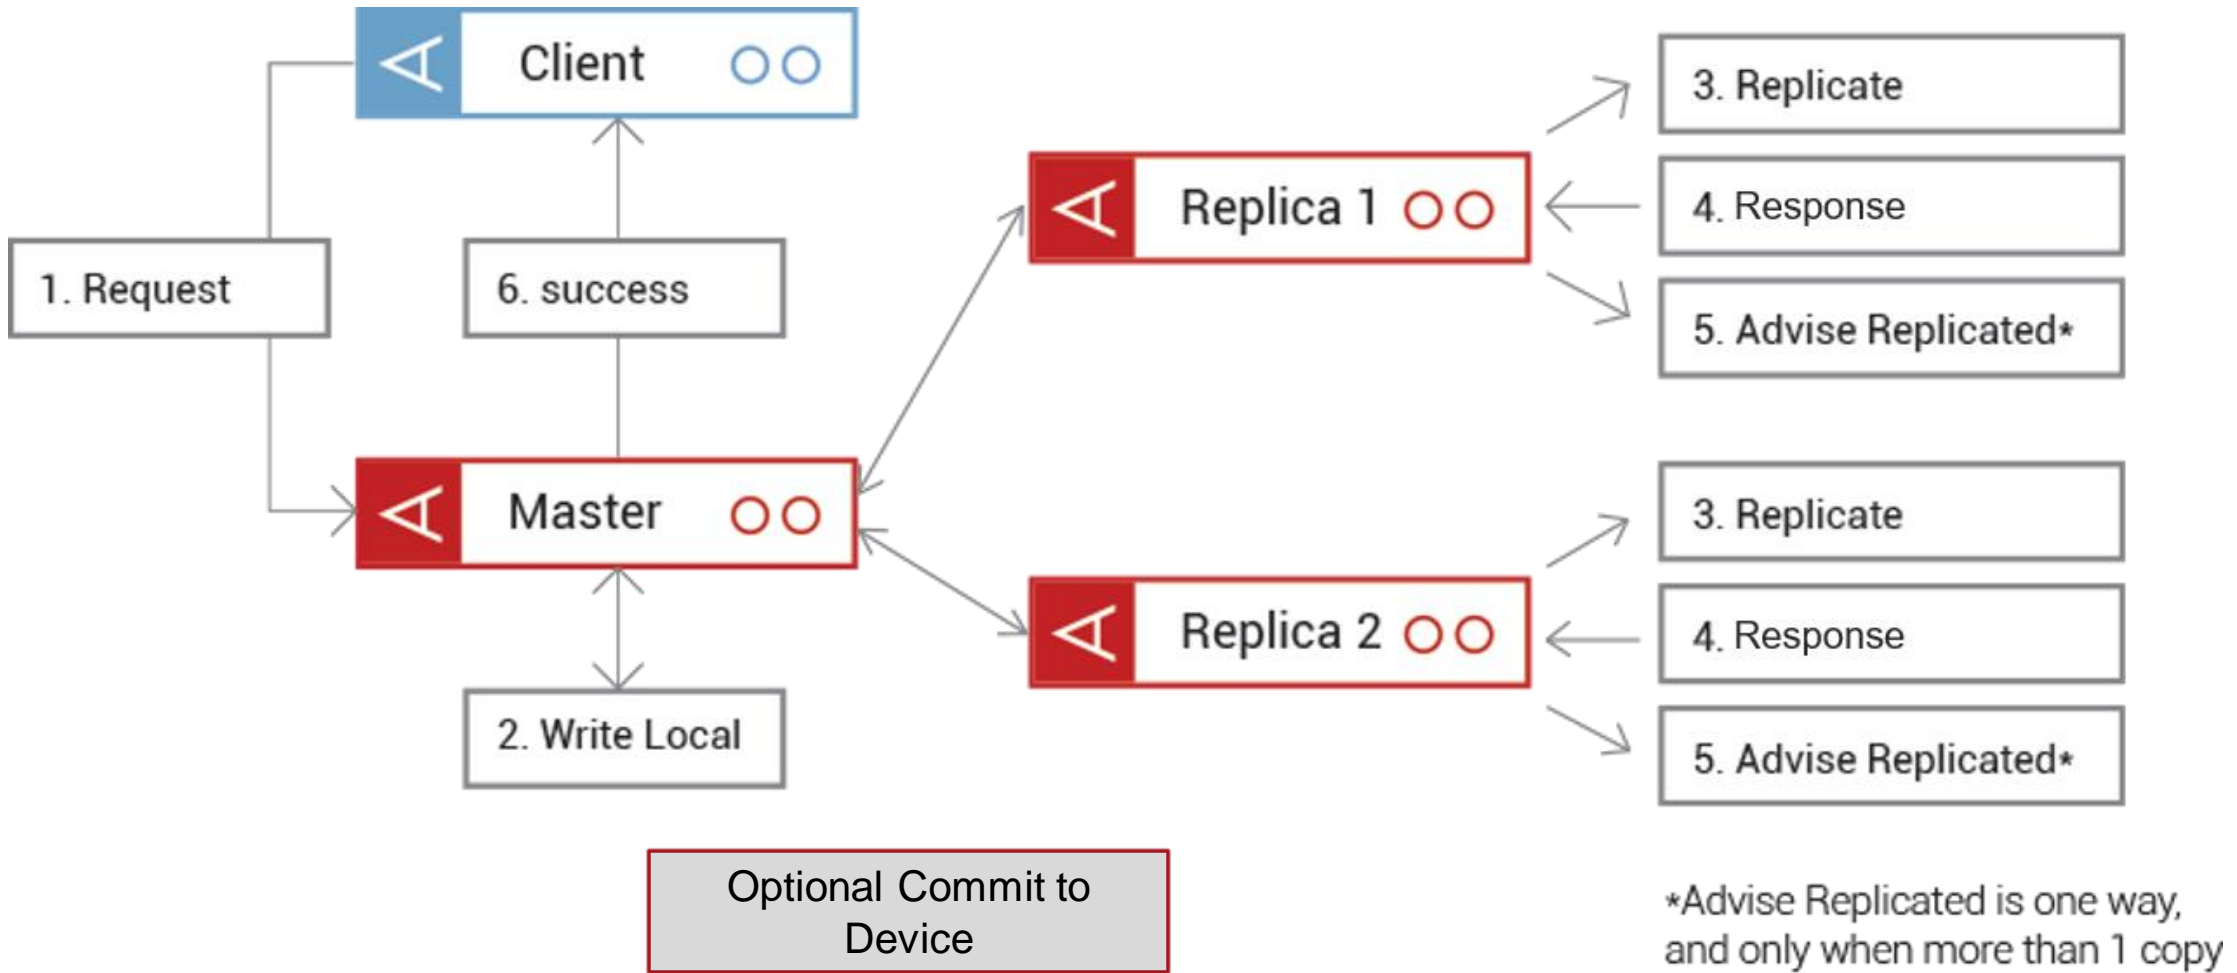 Client
1. Request
6. success
Master
2. Write Local
Replica 1
3. Replicate
4. Response
5. Advise Replicated*
Replica 2
3. Replicate
4. Response
5. Advise Replicated*
Optional Commit to
Device
*Advise Replicated is one way,
and only when more than 1 copy